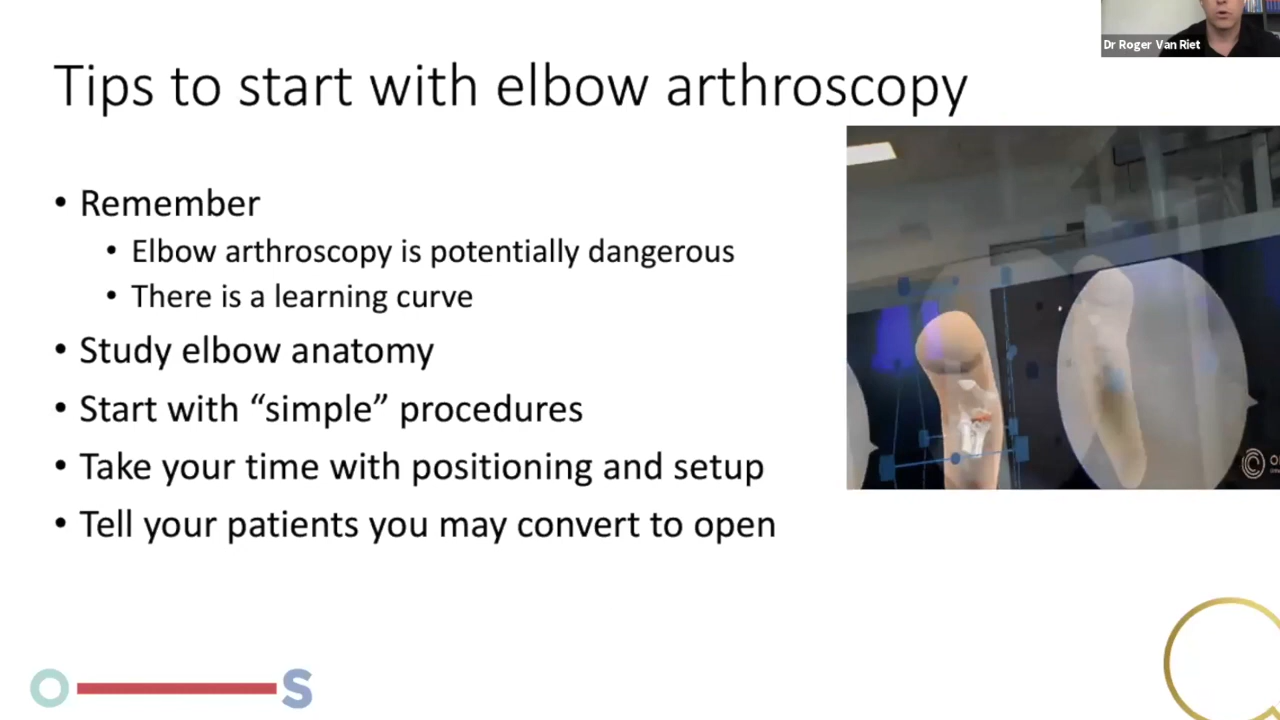 Dr Roger Van Riet
Tips to start with elbow arthroscopy
• Remember
• Elbow arthroscopy is potentially dangerous
• There is a learning curve
• Study elbow anatomy
• Start with “simple” procedures
• Take your time with positioning and setup
• Tell your patients you may convert to open
O S